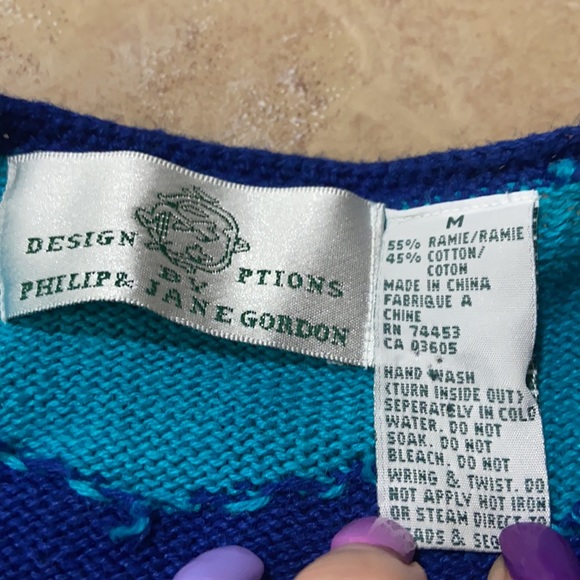 DESIGN PTIONS
BY
PHILIP & JANE GORDON
M
55% RAMIE/RAMIE
45% COTTON/
COTON
MADE IN CHINA
FABRIQUE A
CHINE
RN 74453
CA 03605
HAND WASH
(TURN INSIDE OUT)
SEPERATELY IN COLD
WATER. DO NOT
SOAK. DO NOT
BLEACH. DO NOT
WRING & TWIST. DO
NOT APPLY HOT IRON
OR STEAM DIRECT TO